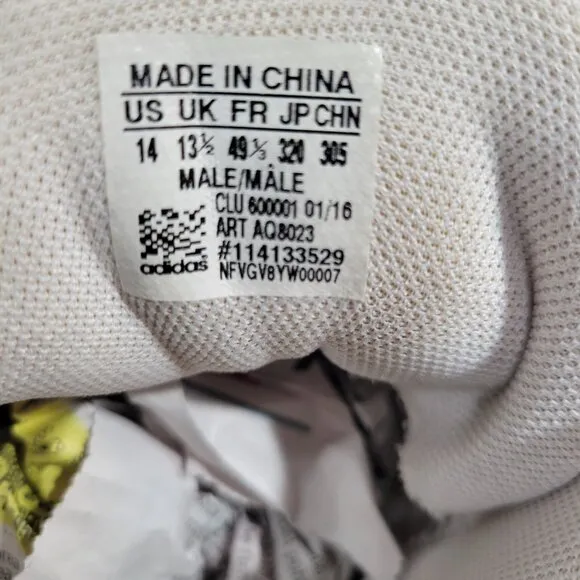 MADE IN CHINA
US UK FR JP CHN
14 13½ 49⅓ 320 305
MALE/MÂLE
CLU 600001 01/16
ART AQ8023
#114133529
adidas NFVGV8YW00007